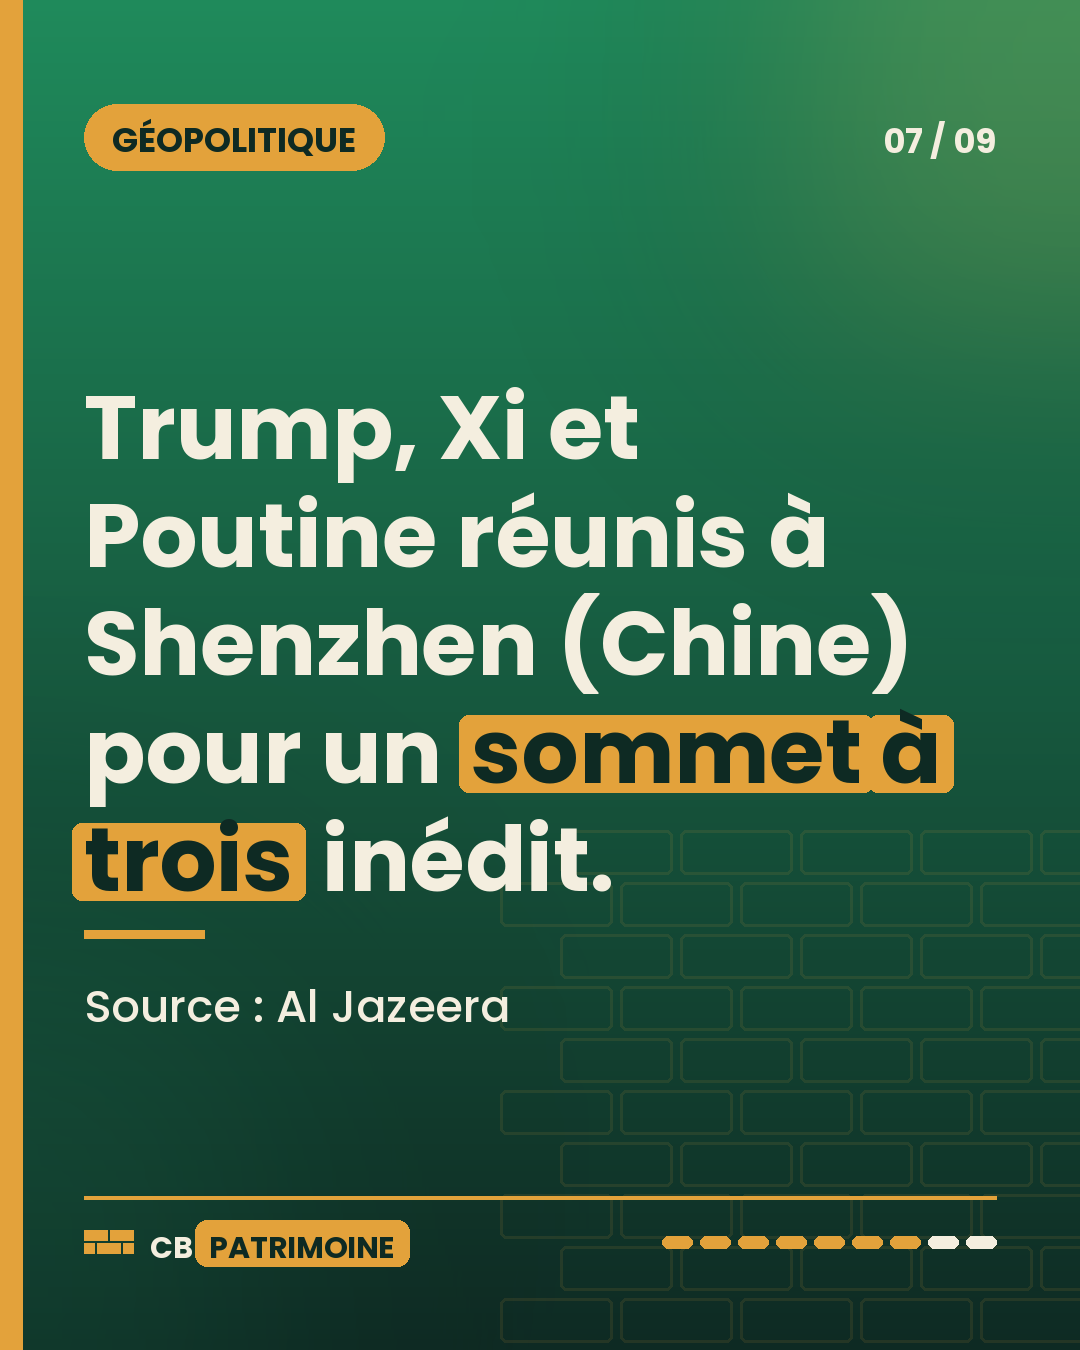 GÉOPOLITIQUE
07 / 09
Trump, Xi et
Poutine réunis à
Shenzhen (Chine)
pour un sommet à
trois inédit.
Source : Al Jazeera
CB PATRIMOINE